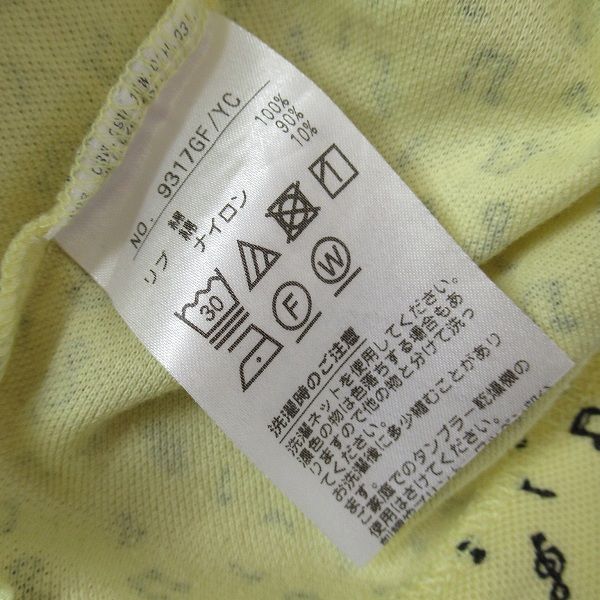 NO. 9317GF/YC
綿 100%
リブ 綿 90%
ナイロン 10%
30
F W
洗濯時のご注意
洗濯ネットを使用してください。
濃色の物は色落ちする場合もあ
りますので他の物と分けて洗っ
てください。
お洗濯後に多少縮むことがあり
ます。
ご家庭でのタンブラー乾燥機の
使用はさけてください。